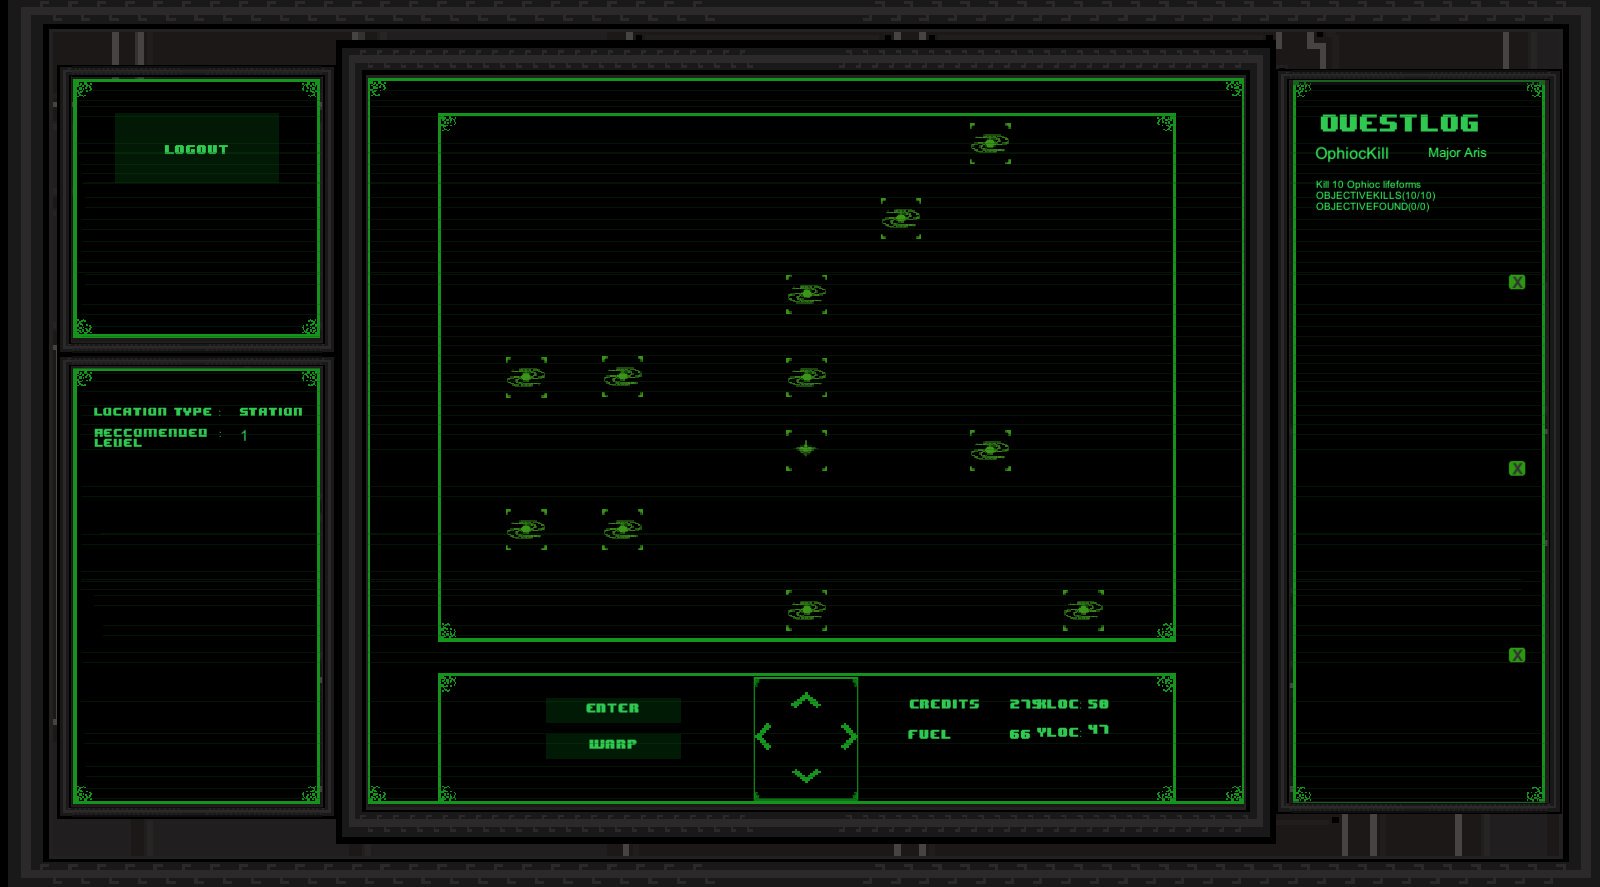 LOGOUT
LOCATION TYPE : STATION
RECCOMENDED : 1
LEVEL
ENTER
WARP
CREDITS
FUEL 66
XLOC: 50
YLOC: 47
QUESTLOG
OphiocKill Major Aris
Kill 10 Ophioc lifeforms
OBJECTIVEKILLS(10/10)
OBJECTIVEFOUND(0/0)
X
X
X